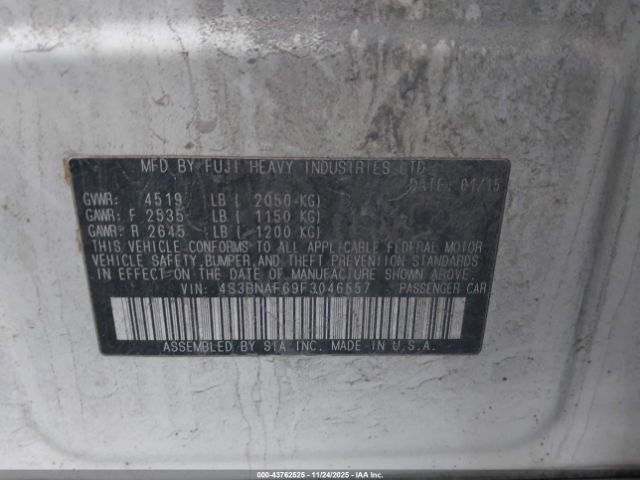 MFD BY FUJI HEAVY INDUSTRIES LTD.
DATE: 01/15
GVWR: 4519 LB ( 2050-KG)
GAWR: F 2535 LB ( 1150 KG)
GAWR: R 2645 LB ( 1200 KG)
THIS VEHICLE CONFORMS TO ALL APPLICABLE FEDERAL MOTOR
VEHICLE SAFETY, BUMPER, AND THEFT PREVENTION STANDARDS
IN EFFECT ON THE DATE OF MANUFACTURE SHOWN ABOVE.
VIN: 4S3BNAF69F3046557 PASSENGER CAR
ASSEMBLED BY SIA INC. MADE IN U.S.A.
000-43762525 - 11/24/2025 - IAAI.COM